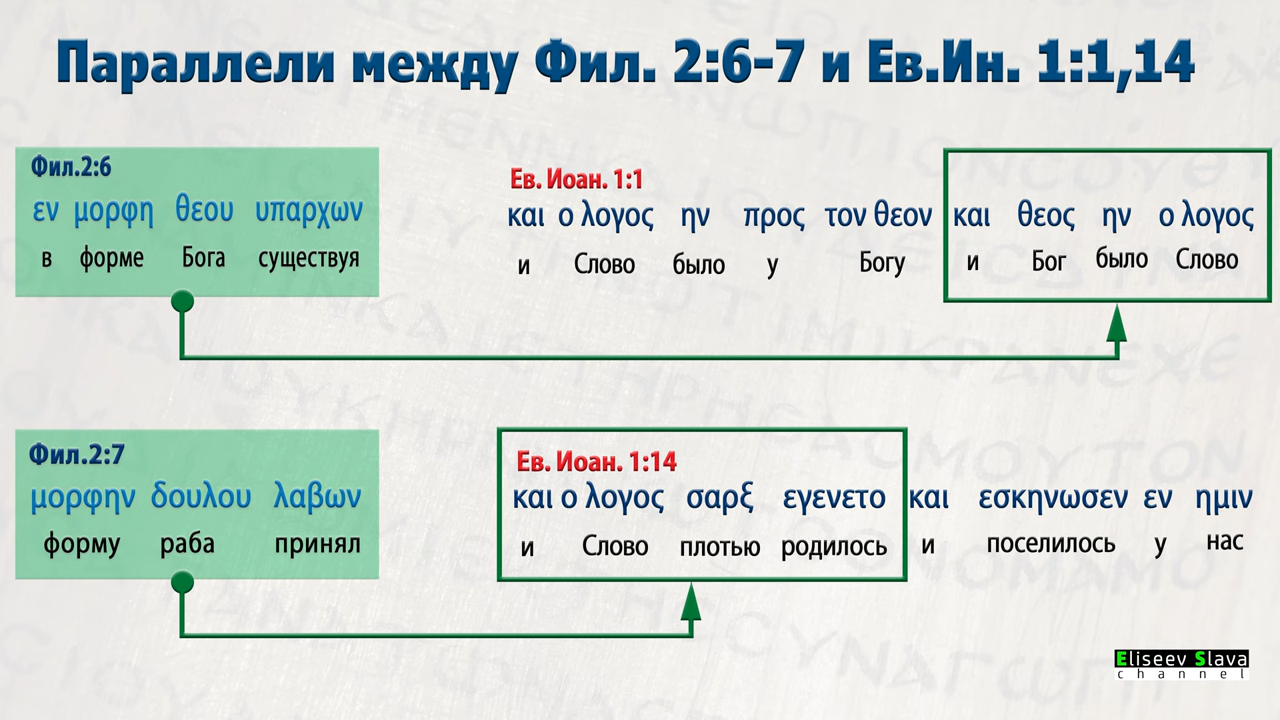 Параллели между Фил. 2:6-7 и Ев.Ин. 1:1,14
Фил.2:6
εν μορφη θεου υπαρχων
в форме Бога существуя
Ев. Иоан. 1:1
και ο λογος ην προς τον θεον και θεος ην ο λογος
и Слово было у Богу и Бог было Слово
Фил.2:7
μορφην δουλου λαβων
форму раба принял
Ев. Иоан. 1:14
και ο λογος σαρξ εγενετο και εσκηνωσεν εν ημιν
и Слово плотью родилось и поселилось у нас
Eliseev Slava
channel